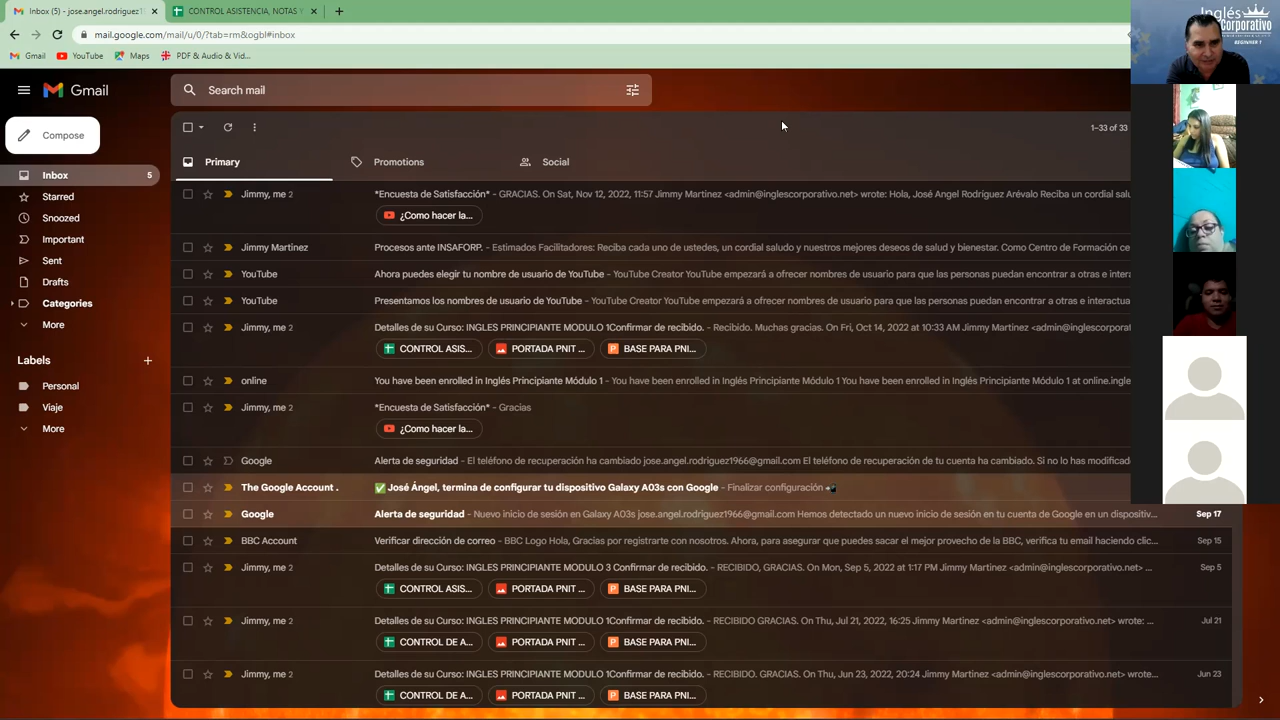 Inbox (5) - jose.angel.rodriguez1
CONTROL ASISTENCIA, NOTAS Y
mail.google.com/mail/u/0/?tab=rm&ogbl#inbox
Gmail
YouTube
Maps
PDF & Audio & Vid...
Inglés
Corporativo
BEGINNER 1
Gmail
Search mail
Compose
1–33 of 33
Primary
Promotions
Social
Inbox 5
Starred
Snoozed
Important
Sent
Drafts
Categories
More
Labels
Personal
Viaje
More
Jimmy, me 2 *Encuesta de Satisfacción* - GRACIAS. On Sat, Nov 12, 2022, 11:57 Jimmy Martinez <admin@inglescorporativo.net> wrote: Hola, José Angel Rodríguez Arévalo Reciba un cordial salu
¿Como hacer la...
Jimmy Martinez Procesos ante INSAFORP. - Estimados Facilitadores: Reciba cada uno de ustedes, un cordial saludo y nuestros mejores deseos de salud y bienestar. Como Centro de Formación ce
YouTube Ahora puedes elegir tu nombre de usuario de YouTube - YouTube Creator YouTube empezará a ofrecer nombres de usuario para que las personas puedan encontrar a otras e intera
YouTube Presentamos los nombres de usuario de YouTube - YouTube Creator YouTube empezará a ofrecer nombres de usuario para que las personas puedan encontrar a otras e interactua
Jimmy, me 2 Detalles de su Curso: INGLES PRINCIPIANTE MODULO 1Confirmar de recibido. - Recibido. Muchas gracias. On Fri, Oct 14, 2022 at 10:33 AM Jimmy Martinez <admin@inglescorporat
CONTROL ASIS... PORTADA PNIT ... BASE PARA PNI...
online You have been enrolled in Inglés Principiante Módulo 1 - You have been enrolled in Inglés Principiante Módulo 1 You have been enrolled in Inglés Principiante Módulo 1 at online.ingle
Jimmy, me 2 *Encuesta de Satisfacción* - Gracias
¿Como hacer la...
Google Alerta de seguridad - El teléfono de recuperación ha cambiado jose.angel.rodriguez1966@gmail.com El teléfono de recuperación de tu cuenta ha cambiado. Si no lo has modificad
The Google Account . ✅ José Ángel, termina de configurar tu dispositivo Galaxy A03s con Google - Finalizar configuración 📲
Google Alerta de seguridad - Nuevo inicio de sesión en Galaxy A03s jose.angel.rodriguez1966@gmail.com Hemos detectado un nuevo inicio de sesión en tu cuenta de Google en un dispositiv... Sep 17
BBC Account Verificar dirección de correo - BBC Logo Hola, Gracias por registrarte con nosotros. Ahora, para asegurar que puedes sacar el mejor provecho de la BBC, verifica tu email haciendo clic... Sep 15
Jimmy, me 2 Detalles de su Curso: INGLES PRINCIPIANTE MODULO 3 Confirmar de recibido. - RECIBIDO, GRACIAS. On Mon, Sep 5, 2022 at 1:17 PM Jimmy Martinez <admin@inglescorporativo.net> ... Sep 5
CONTROL ASIS... PORTADA PNIT ... BASE PARA PNI...
Jimmy, me 2 Detalles de su Curso: INGLES PRINCIPIANTE MODULO 1Confirmar de recibido. - RECIBIDO GRACIAS. On Thu, Jul 21, 2022, 16:25 Jimmy Martinez <admin@inglescorporativo.net> wrote: ... Jul 21
CONTROL DE A... PORTADA PNIT ... BASE PARA PNI...
Jimmy, me 2 Detalles de su Curso: INGLES PRINCIPIANTE MODULO 1Confirmar de recibido. - RECIBIDO. GRACIAS. On Thu, Jun 23, 2022, 20:24 Jimmy Martinez <admin@inglescorporativo.net> wrote... Jun 23
CONTROL DE A... PORTADA PNIT ... BASE PARA PNI...